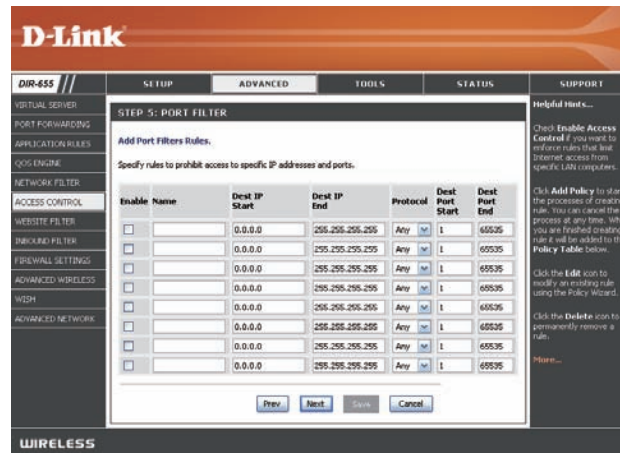 D-Link
DIR-655
SETUP
ADVANCED
TOOLS
STATUS
SUPPORT
VIRTUAL SERVER
PORT FORWARDING
APPLICATION RULES
QOS ENGINE
NETWORK FILTER
ACCESS CONTROL
WEBSITE FILTER
INBOUND FILTER
FIREWALL SETTINGS
ADVANCED WIRELESS
WISH
ADVANCED NETWORK
STEP 5: PORT FILTER
Add Port Filters Rules.
Specify rules to prohibit access to specific IP addresses and ports.
Enable Name Dest IP Start Dest IP End Protocol Dest Port Start Dest Port End
0.0.0.0 255.255.255.255 Any 1 65535
0.0.0.0 255.255.255.255 Any 1 65535
0.0.0.0 255.255.255.255 Any 1 65535
0.0.0.0 255.255.255.255 Any 1 65535
0.0.0.0 255.255.255.255 Any 1 65535
0.0.0.0 255.255.255.255 Any 1 65535
0.0.0.0 255.255.255.255 Any 1 65535
0.0.0.0 255.255.255.255 Any 1 65535
Prev Next Save Cancel
Helpful Hints...
Check Enable Access
Control if you want to
enforce rules that limit
Internet access from
specific LAN computers.
Click Add Policy to star
the processes of creatin
rule. You can cancel the
process at any time. Wh
you are finished creating
rule it will be added to th
Policy Table below.
Click the Edit icon to
modify an existing rule
using the Policy Wizard.
Click the Delete icon to
permanently remove a
rule.
More...
WIRELESS